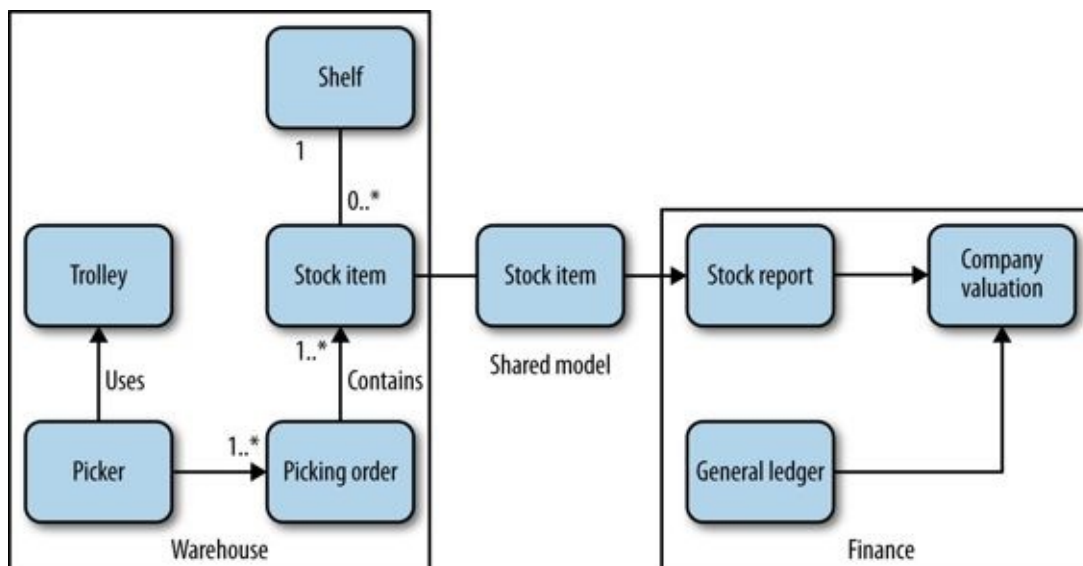 Shelf
1
0..*
Trolley
Stock item
Stock item
Stock report
Company
valuation
1..*
Shared model
Uses
Contains
1..*
Picker
Picking order
General ledger
Warehouse
Finance